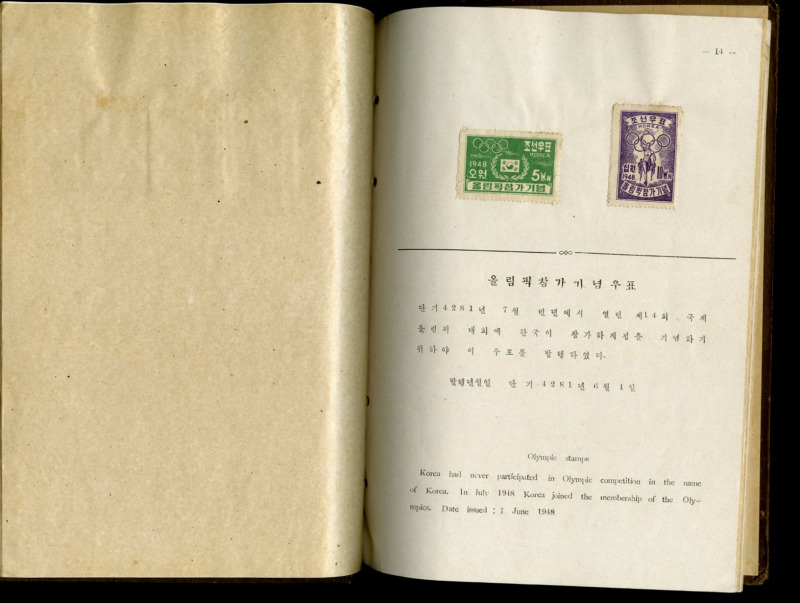 — 14 —
조선우표
KOREA
1948
오원 5WN
올림픽참가기념
조선우표
KOREA
십원
1948 10WN
올림픽참가기념
올림픽참가기념우표
단기4281년 7월 런던에서 열린 제14회 국제
올림픽 대회에 한국이 참가하게됨을 기념하기
위하야 이 우표를 발행하였다.
발행년월일 단기4281년6월1일
Olympic stamps
Korea had never participated in Olympic competition in the name
of Korea. In July 1948 Korea joined the membership of the Oly-
mpics. Date issued : 1 June 1948